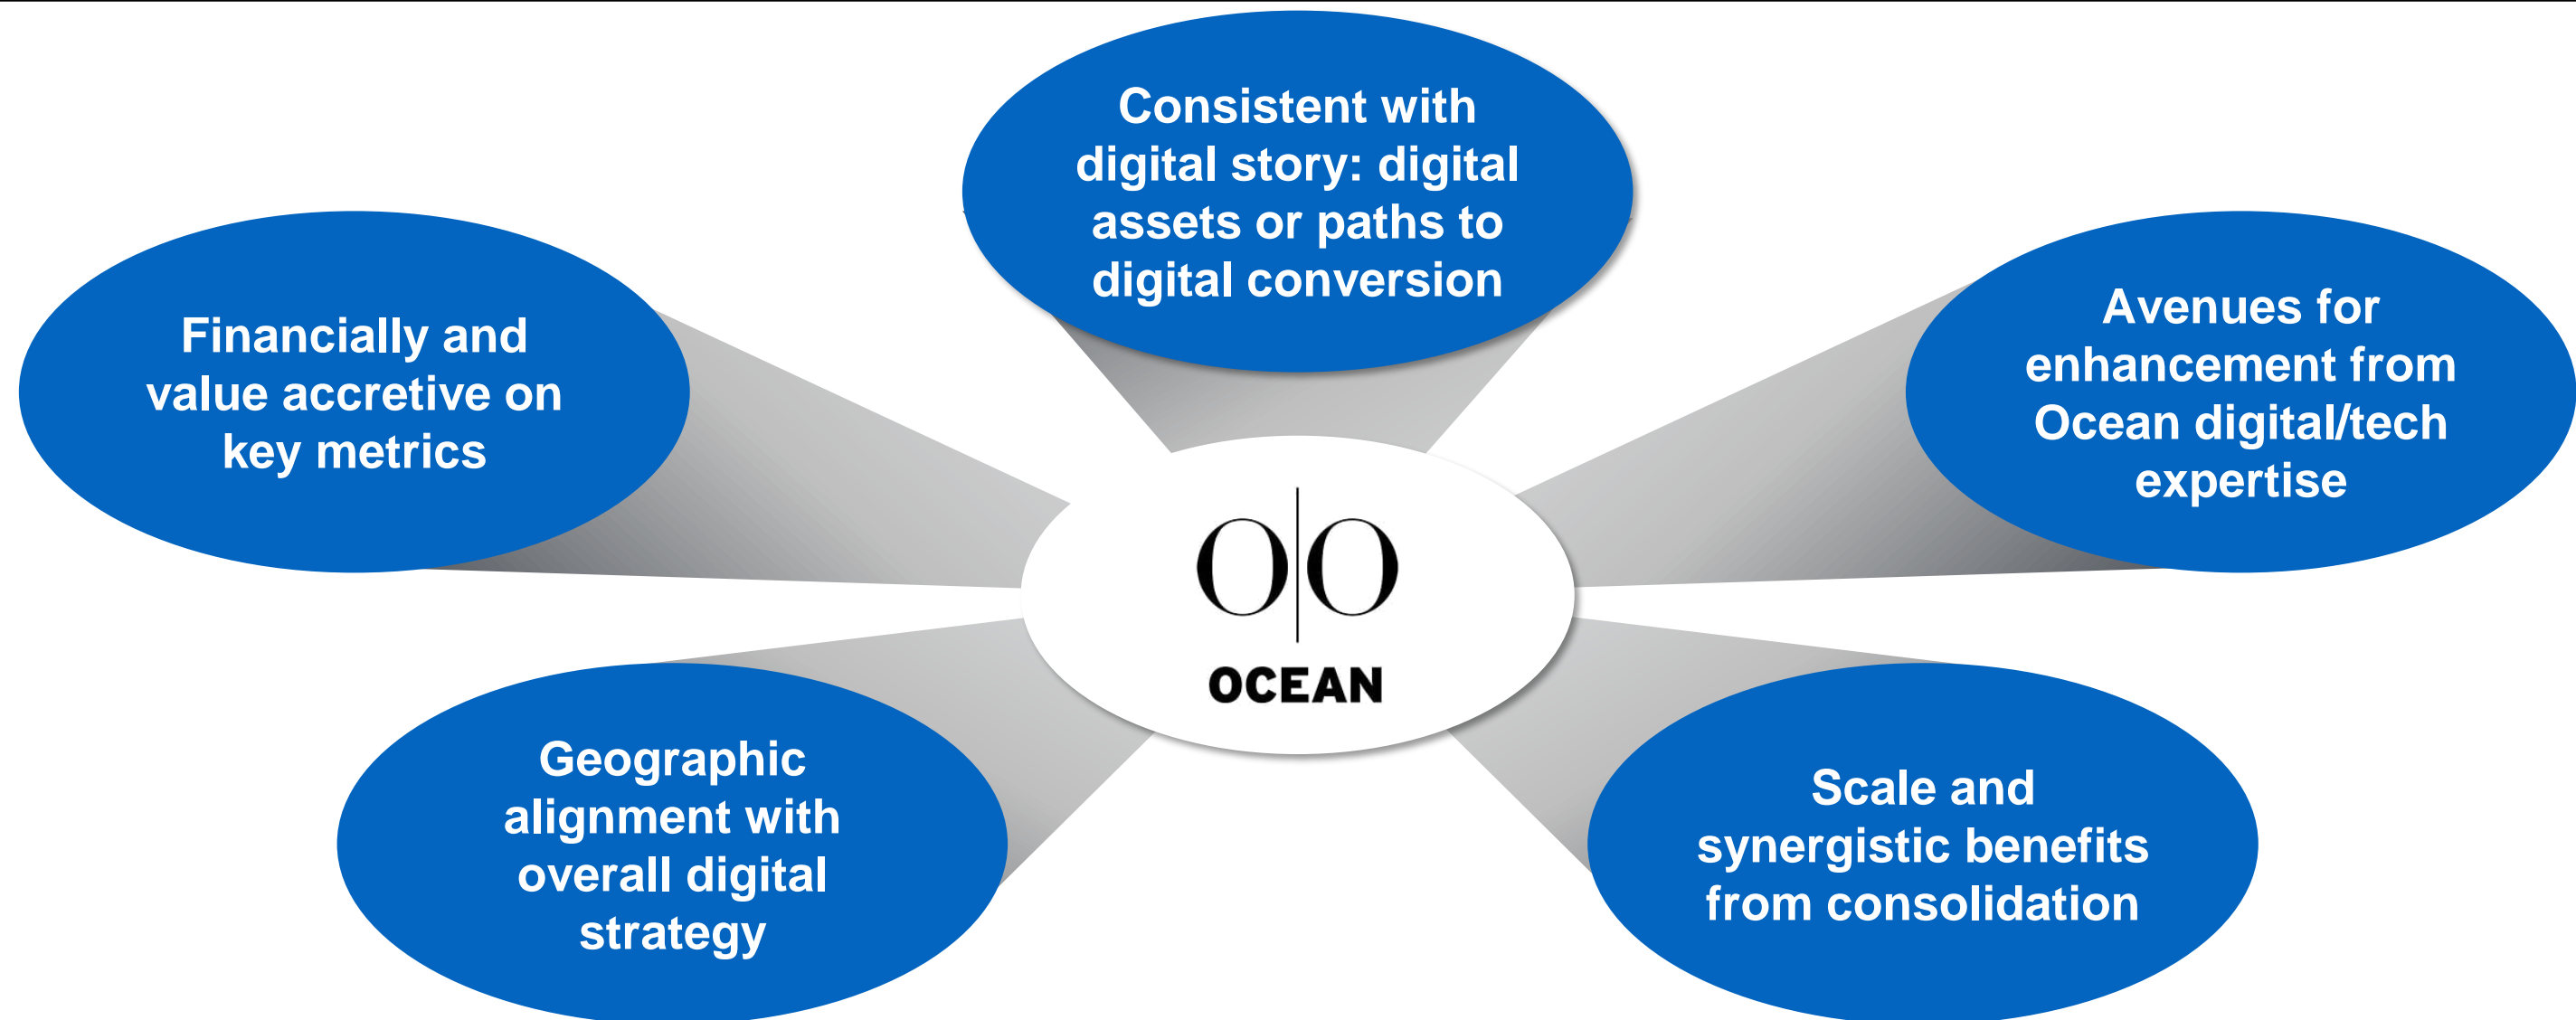 Consistent with
digital story: digital
assets or paths to
digital conversion
Financially and
value accretive on
key metrics
Avenues for
enhancement from
Ocean digital/tech
expertise
O|O
OCEAN
Geographic
alignment with
overall digital
strategy
Scale and
synergistic benefits
from consolidation